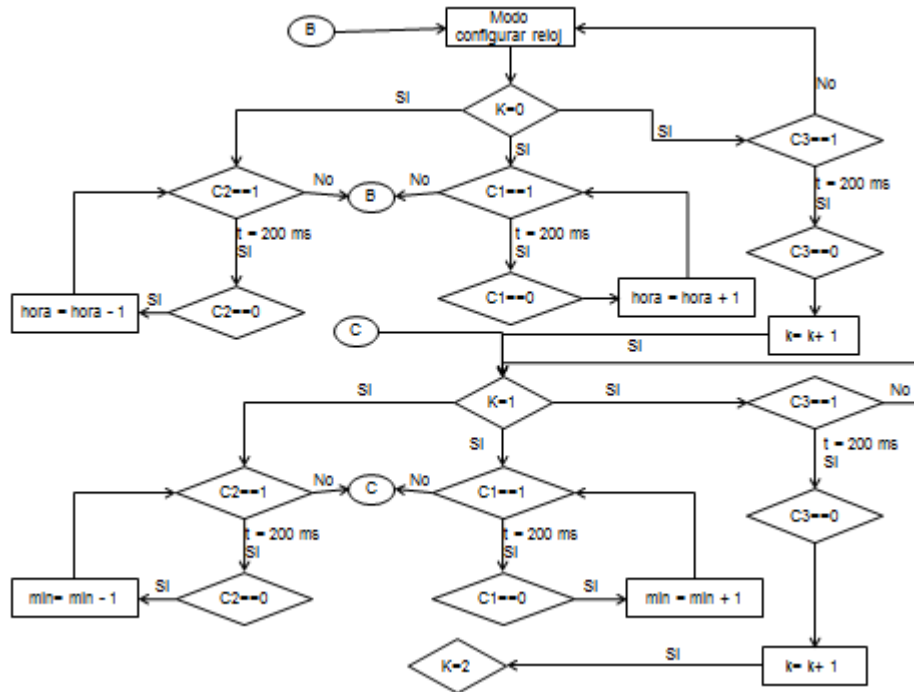 Modo
configurar reloj
B
No
SI
K=0
SI
SI
C3==1
C2==1
No
B
No
C1==1
t = 200 ms
SI
t = 200 ms
SI
t = 200 ms
SI
C3==0
hora = hora - 1
SI
C2==0
C1==0
hora = hora + 1
C
SI
k= k+ 1
SI
K=1
SI
C3==1
No
SI
t = 200 ms
SI
C2==1
No
C
No
C1==1
C3==0
t = 200 ms
SI
t = 200 ms
SI
min= min - 1
SI
C2==0
C1==0
SI
min = min + 1
K=2
SI
k= k+ 1